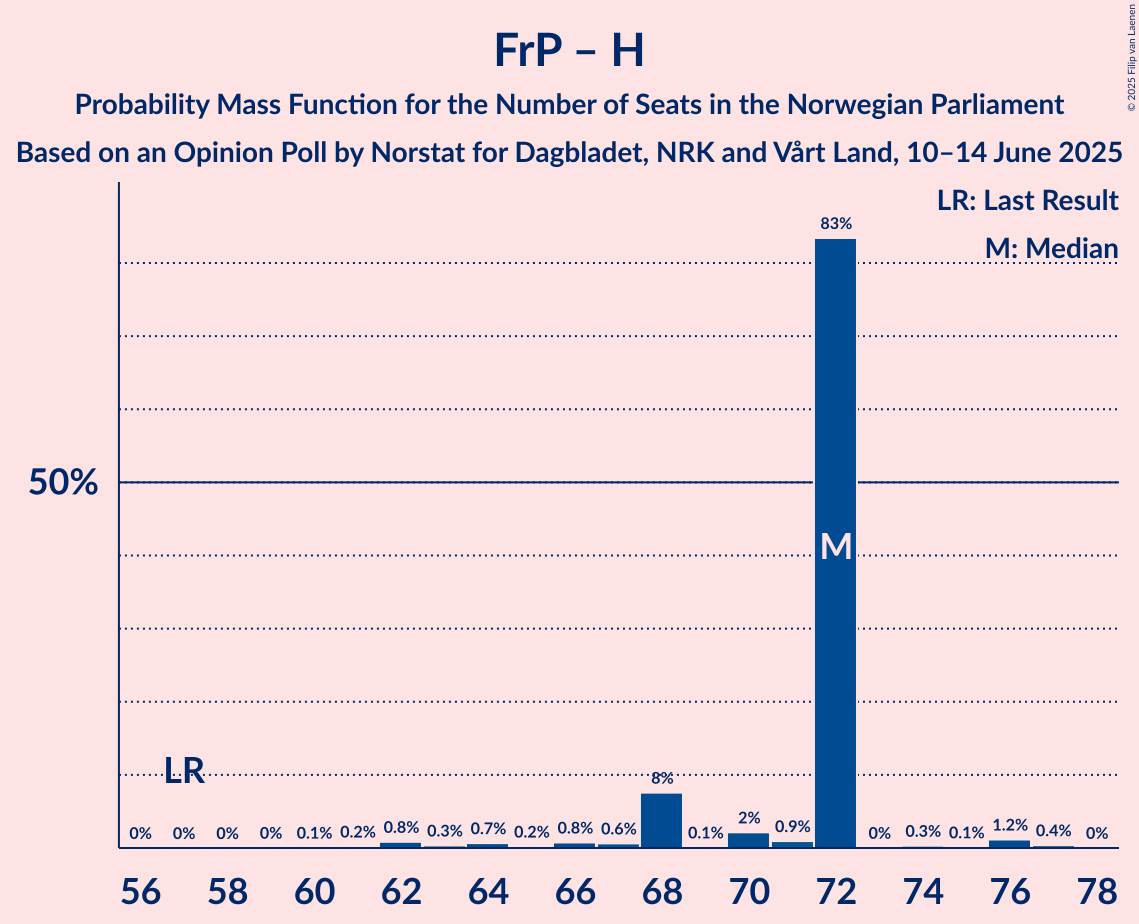 FrP – H
Probability Mass Function for the Number of Seats in the Norwegian Parliament
Based on an Opinion Poll by Norstat for Dagbladet, NRK and Vårt Land, 10–14 June 2025
© 2025 Filip van Laenen
LR: Last Result
M: Median
83%
50%
M
LR
8%
0% 0% 0% 0% 0.1% 0.2% 0.8% 0.3% 0.7% 0.2% 0.8% 0.6% 0.1% 2% 0.9% 0% 0.3% 0.1% 1.2% 0.4% 0%
56 58 60 62 64 66 68 70 72 74 76 78